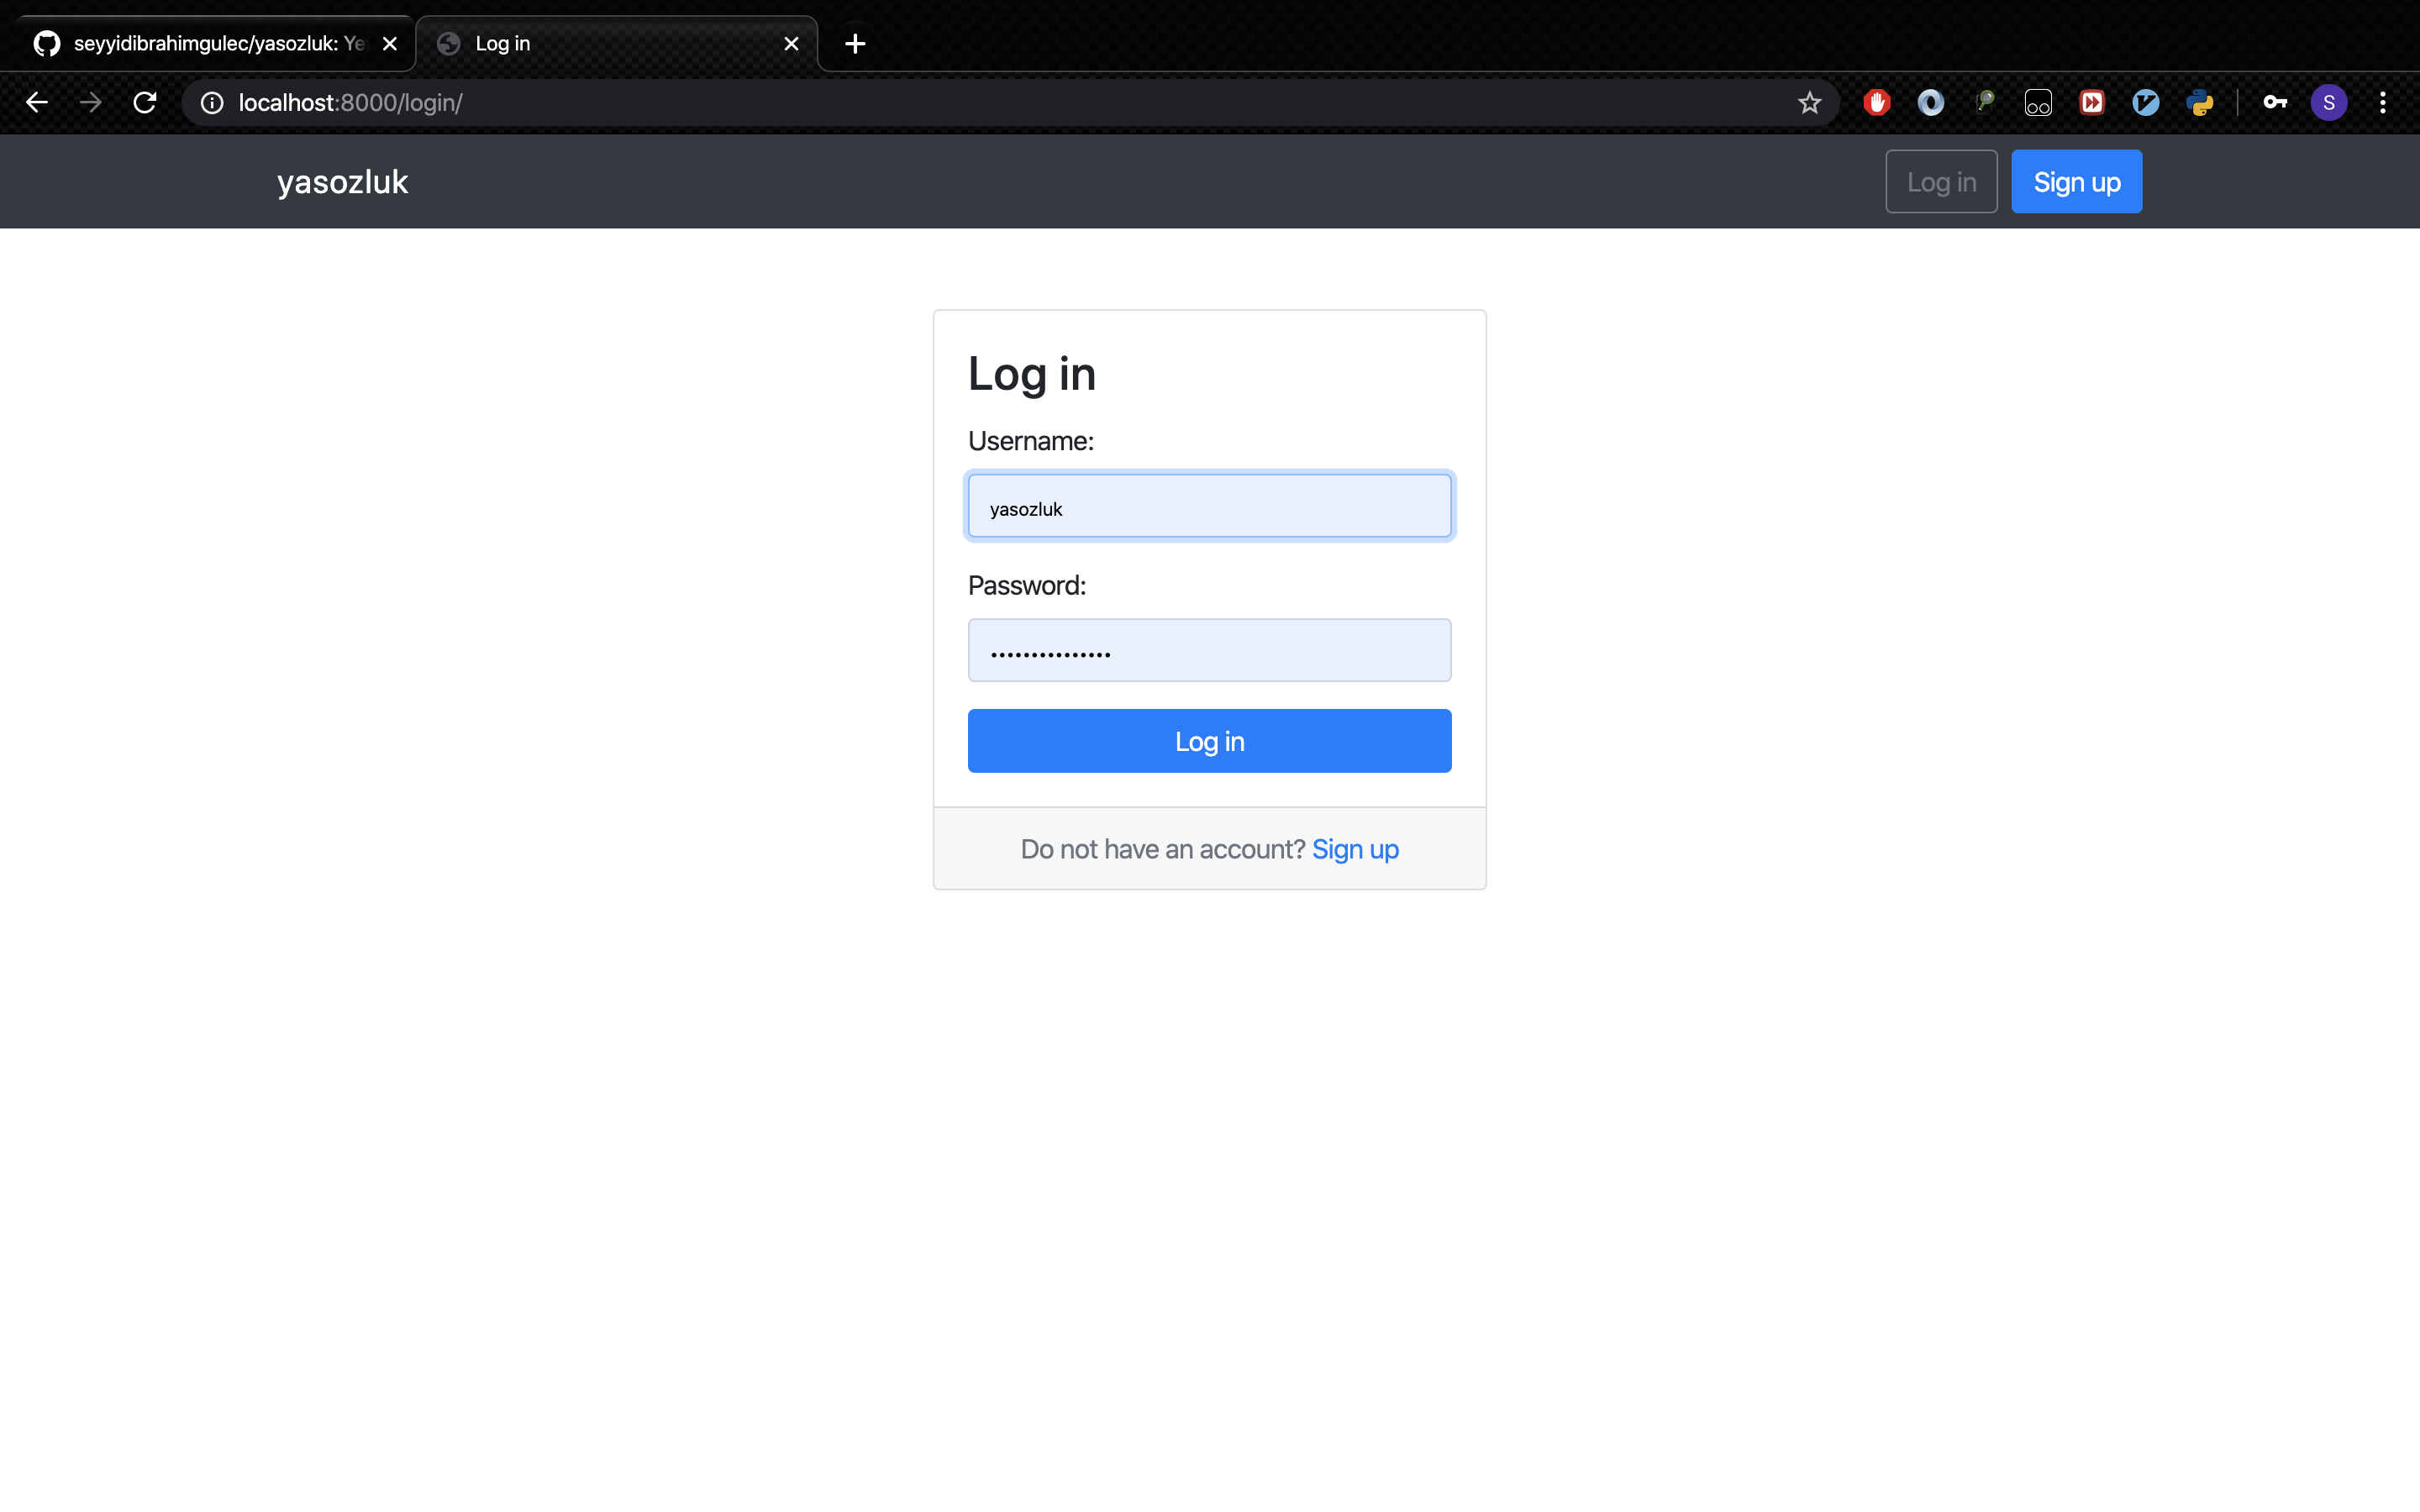 seyyidibrahimgulec/yasozluk: Ye
Log in
localhost:8000/login/
S
yasozluk
Log in
Sign up
Log in
Username:
yasozluk
Password:
•••••••••••••••
Log in
Do not have an account? Sign up